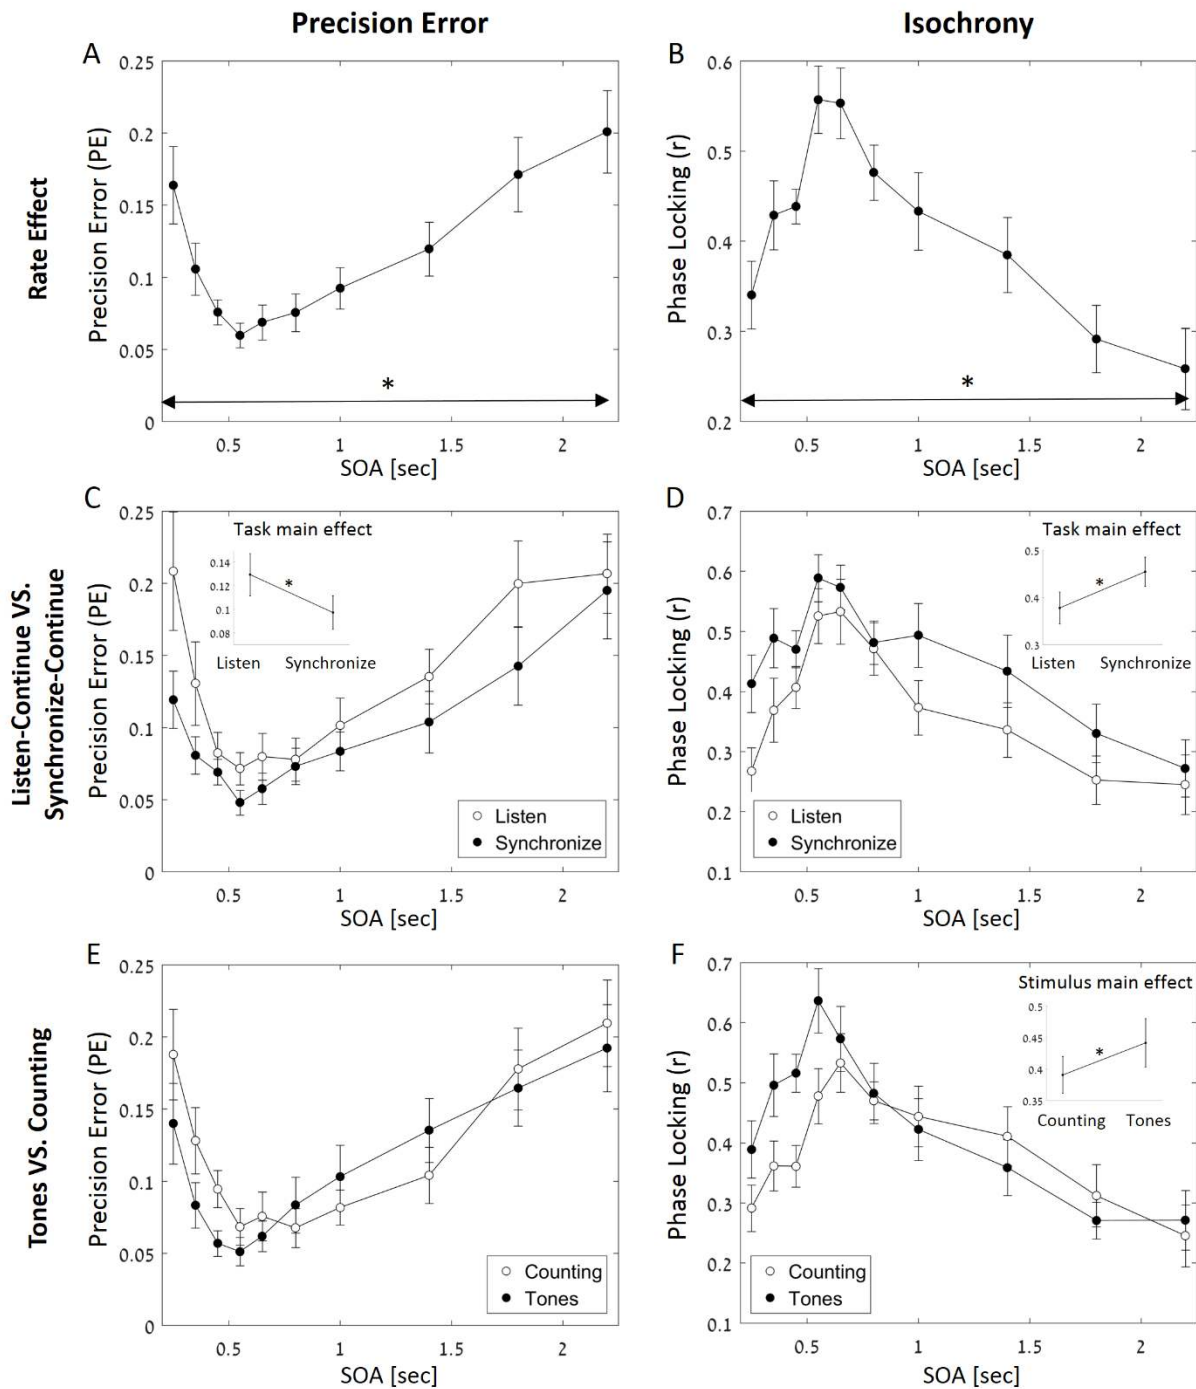 Precision Error
Isochrony
Rate Effect
A
0.25
0.2
0.15
0.1
0.05
0
Precision Error (PE)
*
0.5
1
1.5
2
SOA [sec]
B
0.6
0.5
0.4
0.3
0.2
Phase Locking (r)
*
0.5
1
1.5
2
SOA [sec]
Listen-Continue VS.
Synchronize-Continue
C
0.25
0.2
0.15
0.1
0.05
0
Precision Error (PE)
Task main effect
0.14
0.12
0.1
0.08
*
Listen
Synchronize
Listen
Synchronize
0.5
1
1.5
2
SOA [sec]
D
0.7
0.6
0.5
0.4
0.3
0.2
0.1
Phase Locking (r)
Task main effect
0.5
0.4
0.3
*
Listen
Synchronize
Listen
Synchronize
0.5
1
1.5
2
SOA [sec]
Tones VS. Counting
E
0.25
0.2
0.15
0.1
0.05
0
Precision Error (PE)
Counting
Tones
0.5
1
1.5
2
SOA [sec]
F
0.7
0.6
0.5
0.4
0.3
0.2
0.1
Phase Locking (r)
Stimulus main effect
0.5
0.45
0.4
0.35
*
Counting
Tones
Counting
Tones
0.5
1
1.5
2
SOA [sec]